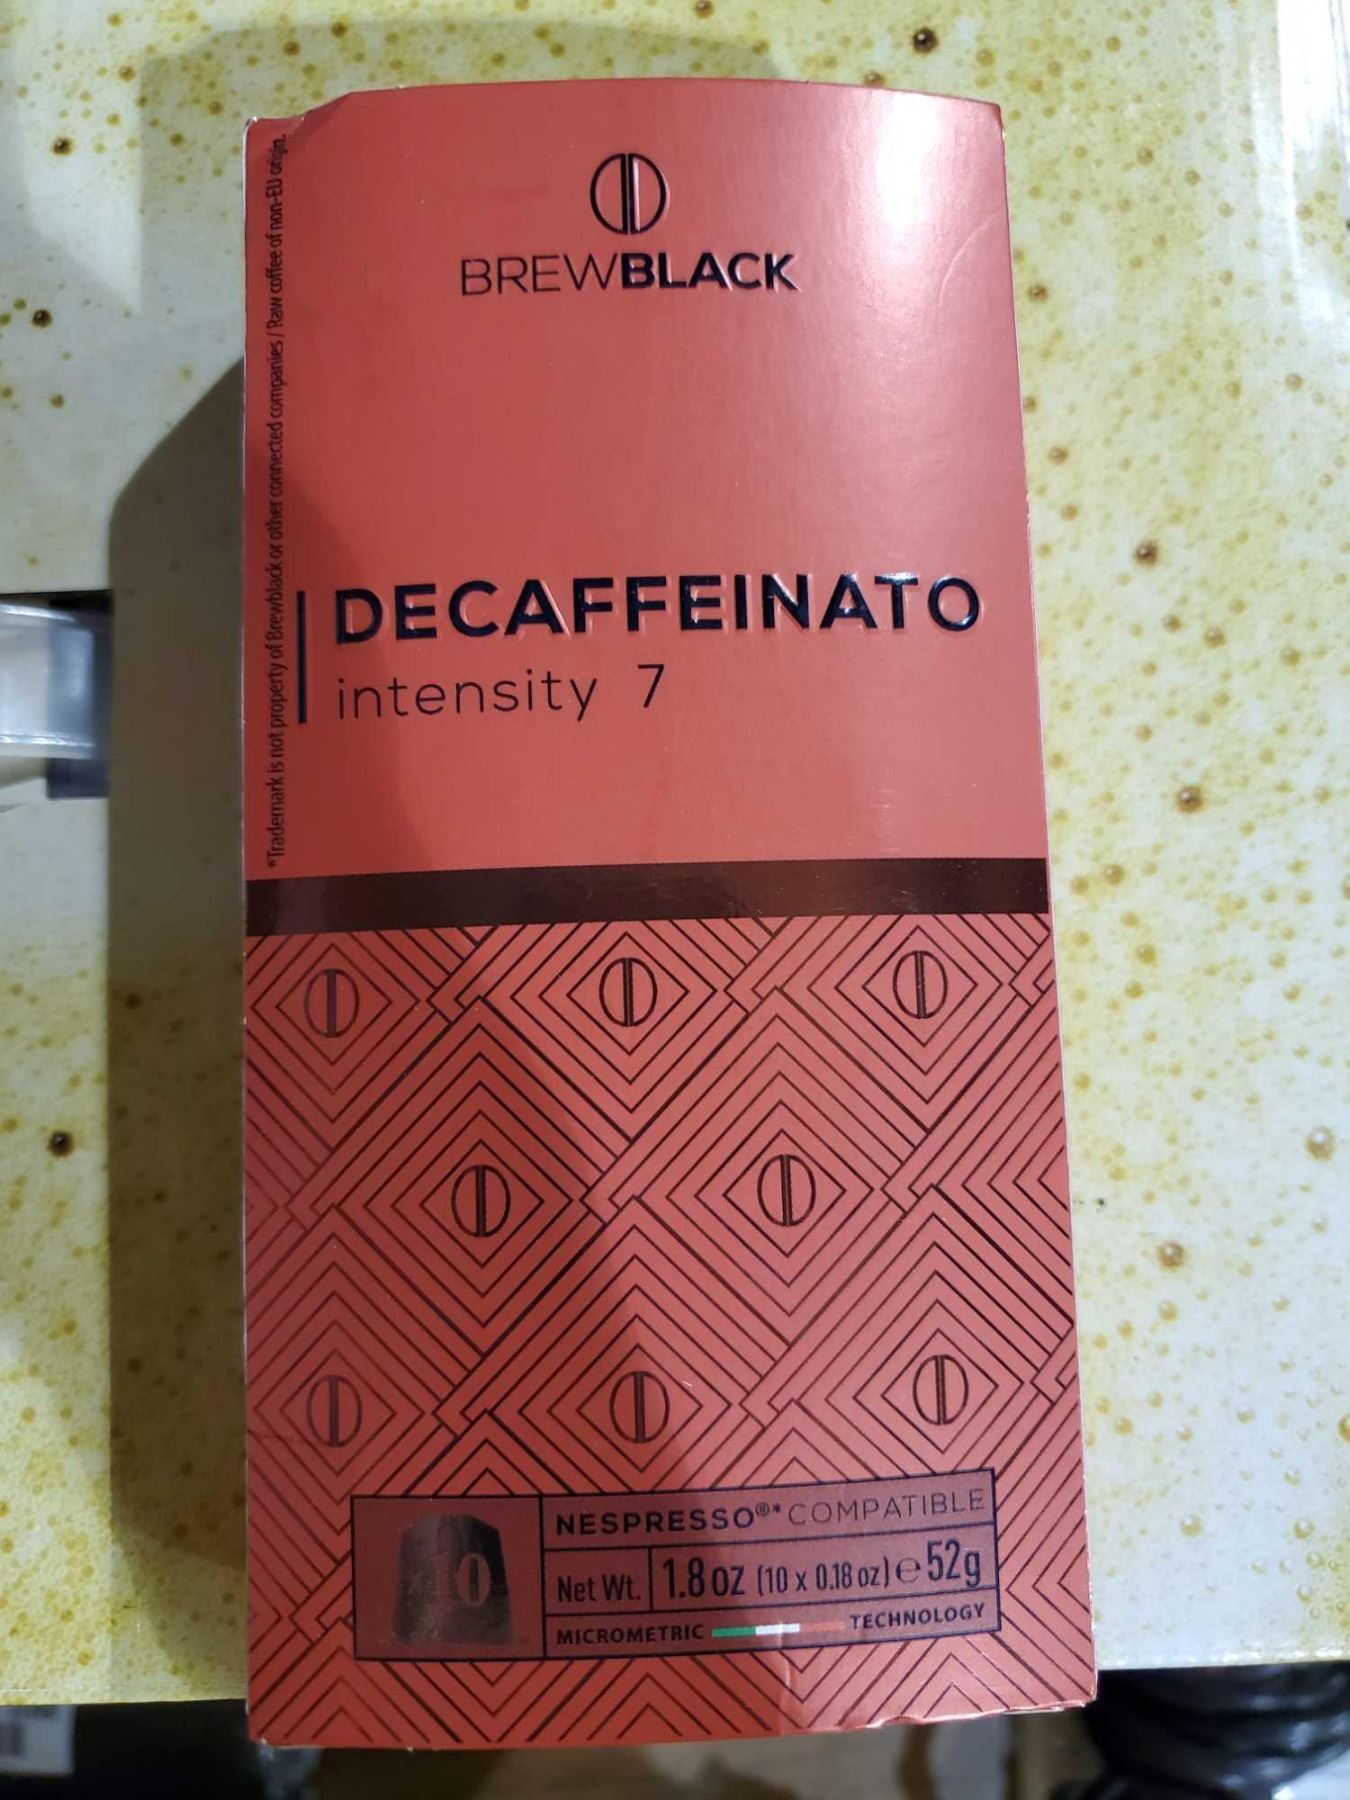 BREWBLACK
*Trademark is not property of Brewblack or other connected companies / Raw coffee of non-EU origin.
DECAFFEINATO
intensity 7
10
NESPRESSO®* COMPATIBLE
Net Wt. 1.8 oz (10 x 0.18 oz) ℮ 52g
MICROMETRIC TECHNOLOGY